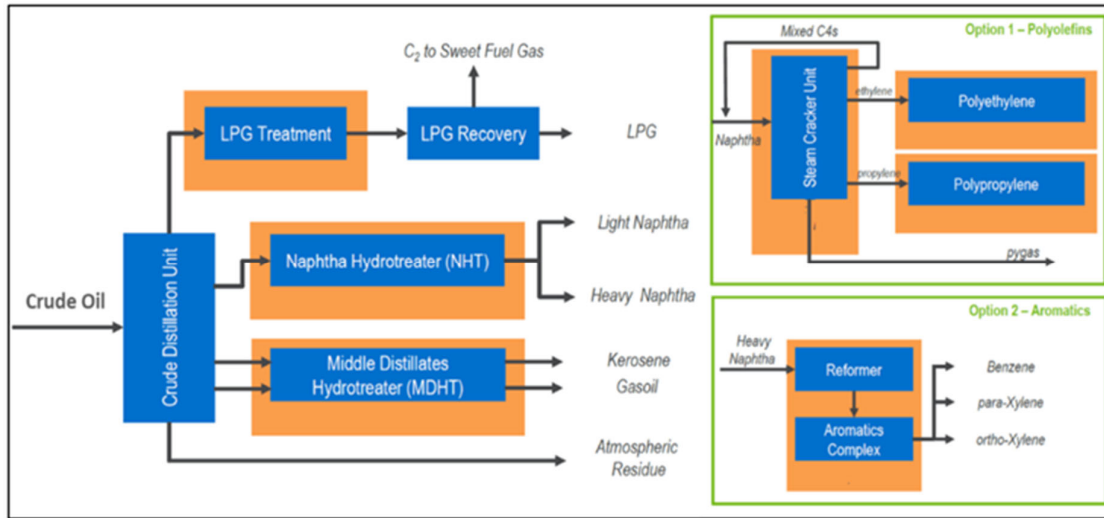 C2 to Sweet Fuel Gas
LPG Treatment
LPG Recovery
LPG
Crude Oil
Crude Distillation Unit
Naphtha Hydrotreater (NHT)
Light Naphtha
Heavy Naphtha
Middle Distillates
Hydrotreater (MDHT)
Kerosene
Gasoil
Atmospheric
Residue
Option 1 – Polyolefins
Mixed C4s
Naphtha
Steam Cracker Unit
ethylene
Polyethylene
propylene
Polypropylene
pygas
Option 2 – Aromatics
Heavy
Naphtha
Reformer
Aromatics
Complex
Benzene
para-Xylene
ortho-Xylene